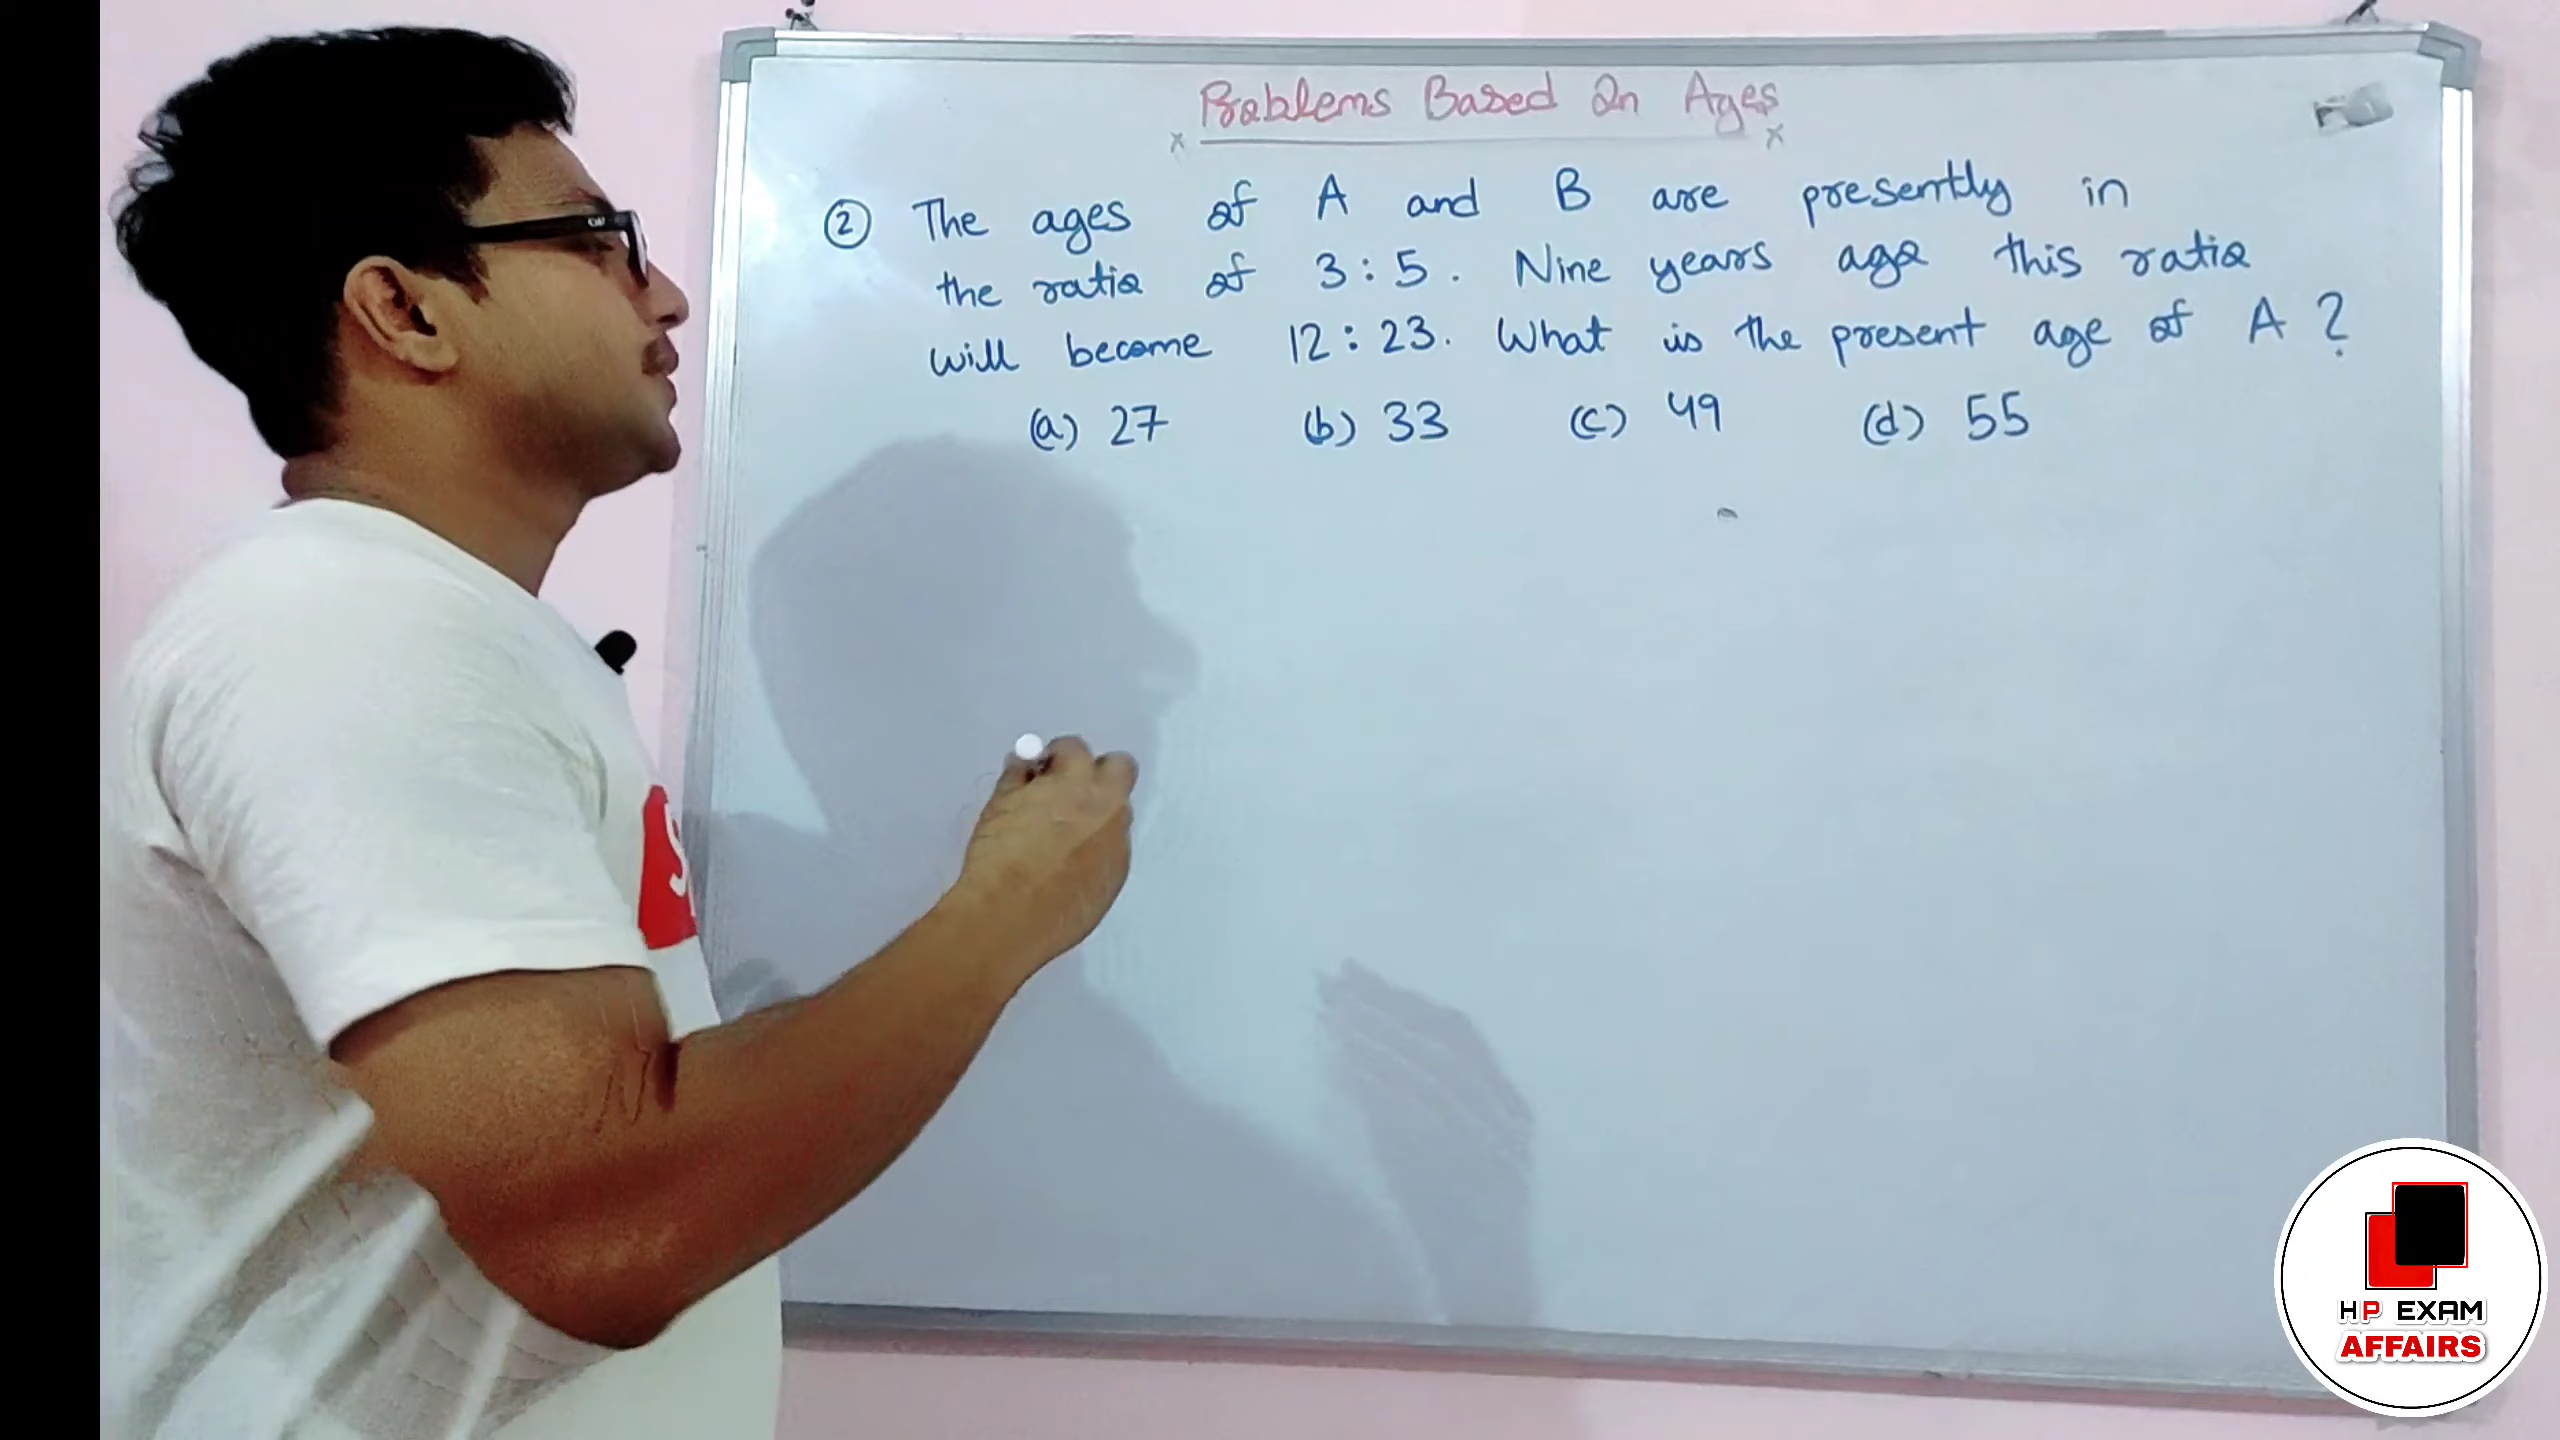 Problems Based On Ages
② The ages of A and B are presently in
the ratio of 3:5. Nine years ago this ratio
will become 12:23. What is the present age of A?
(a) 27 (b) 33 (c) 49 (d) 55
HP EXAM
AFFAIRS